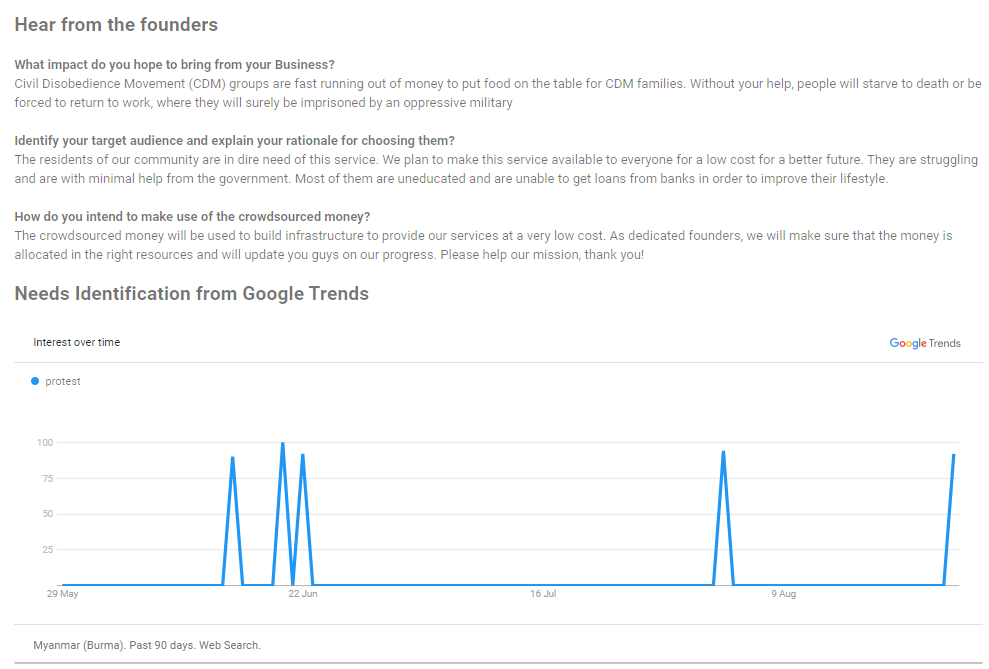 Hear from the founders
What impact do you hope to bring from your Business?
Civil Disobedience Movement (CDM) groups are fast running out of money to put food on the table for CDM families. Without your help, people will starve to death or be
forced to return to work, where they will surely be imprisoned by an oppressive military
Identify your target audience and explain your rationale for choosing them?
The residents of our community are in dire need of this service. We plan to make this service available to everyone for a low cost for a better future. They are struggling
and are with minimal help from the government. Most of them are uneducated and are unable to get loans from banks in order to improve their lifestyle.
How do you intend to make use of the crowdsourced money?
The crowdsourced money will be used to build infrastructure to provide our services at a very low cost. As dedicated founders, we will make sure that the money is
allocated in the right resources and will update you guys on our progress. Please help our mission, thank you!
Needs Identification from Google Trends
Interest over time
Google Trends
protest
100
75
50
25
29 May
22 Jun
16 Jul
9 Aug
Myanmar (Burma). Past 90 days. Web Search.